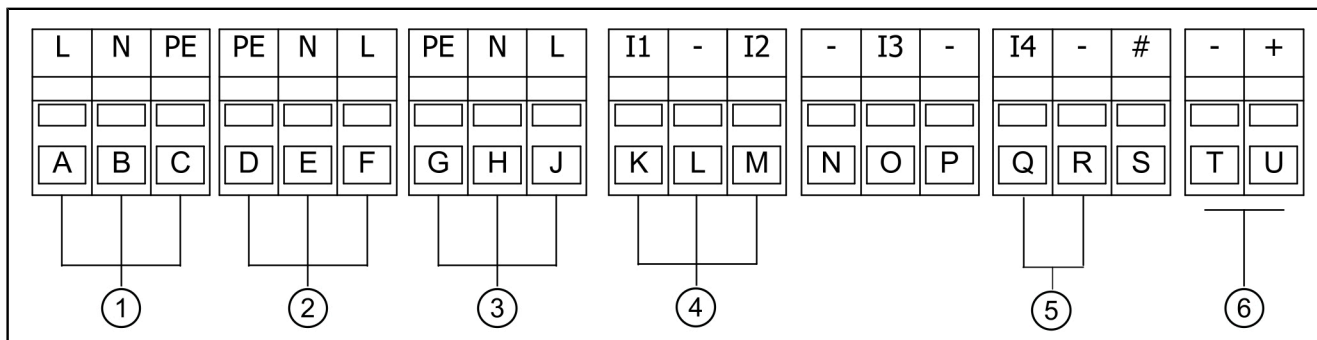 L N PE PE N L PE N L I1 - I2 - I3 - I4 - # - +
A B C D E F G H J K L M N O P Q R S T U
1 2 3 4 5 6